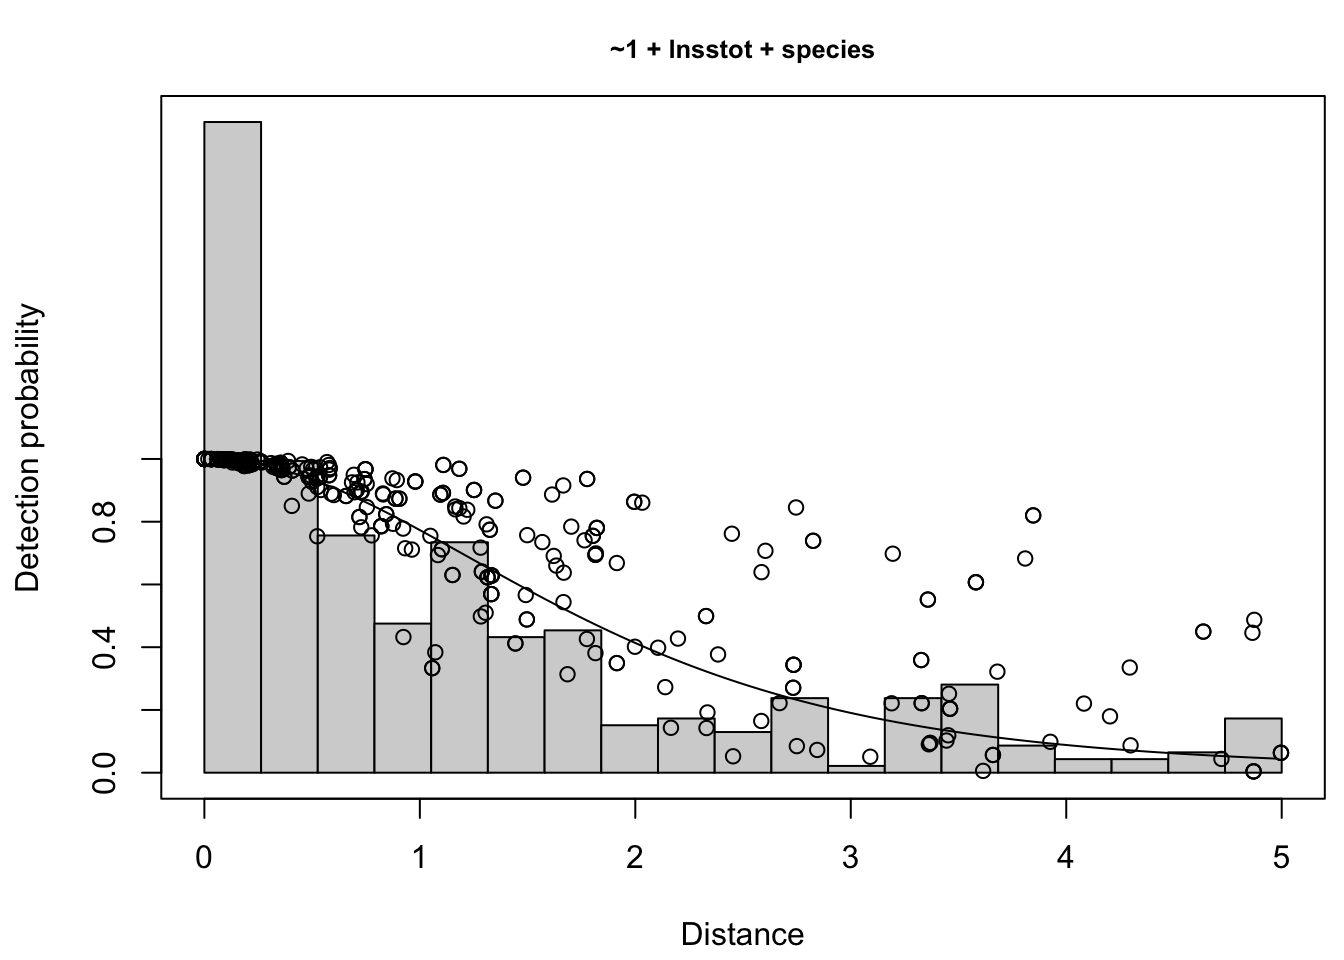 ~1 + lnsstot + species
Detection probability
0.8
0.4
0.0
0 1 2 3 4 5
Distance